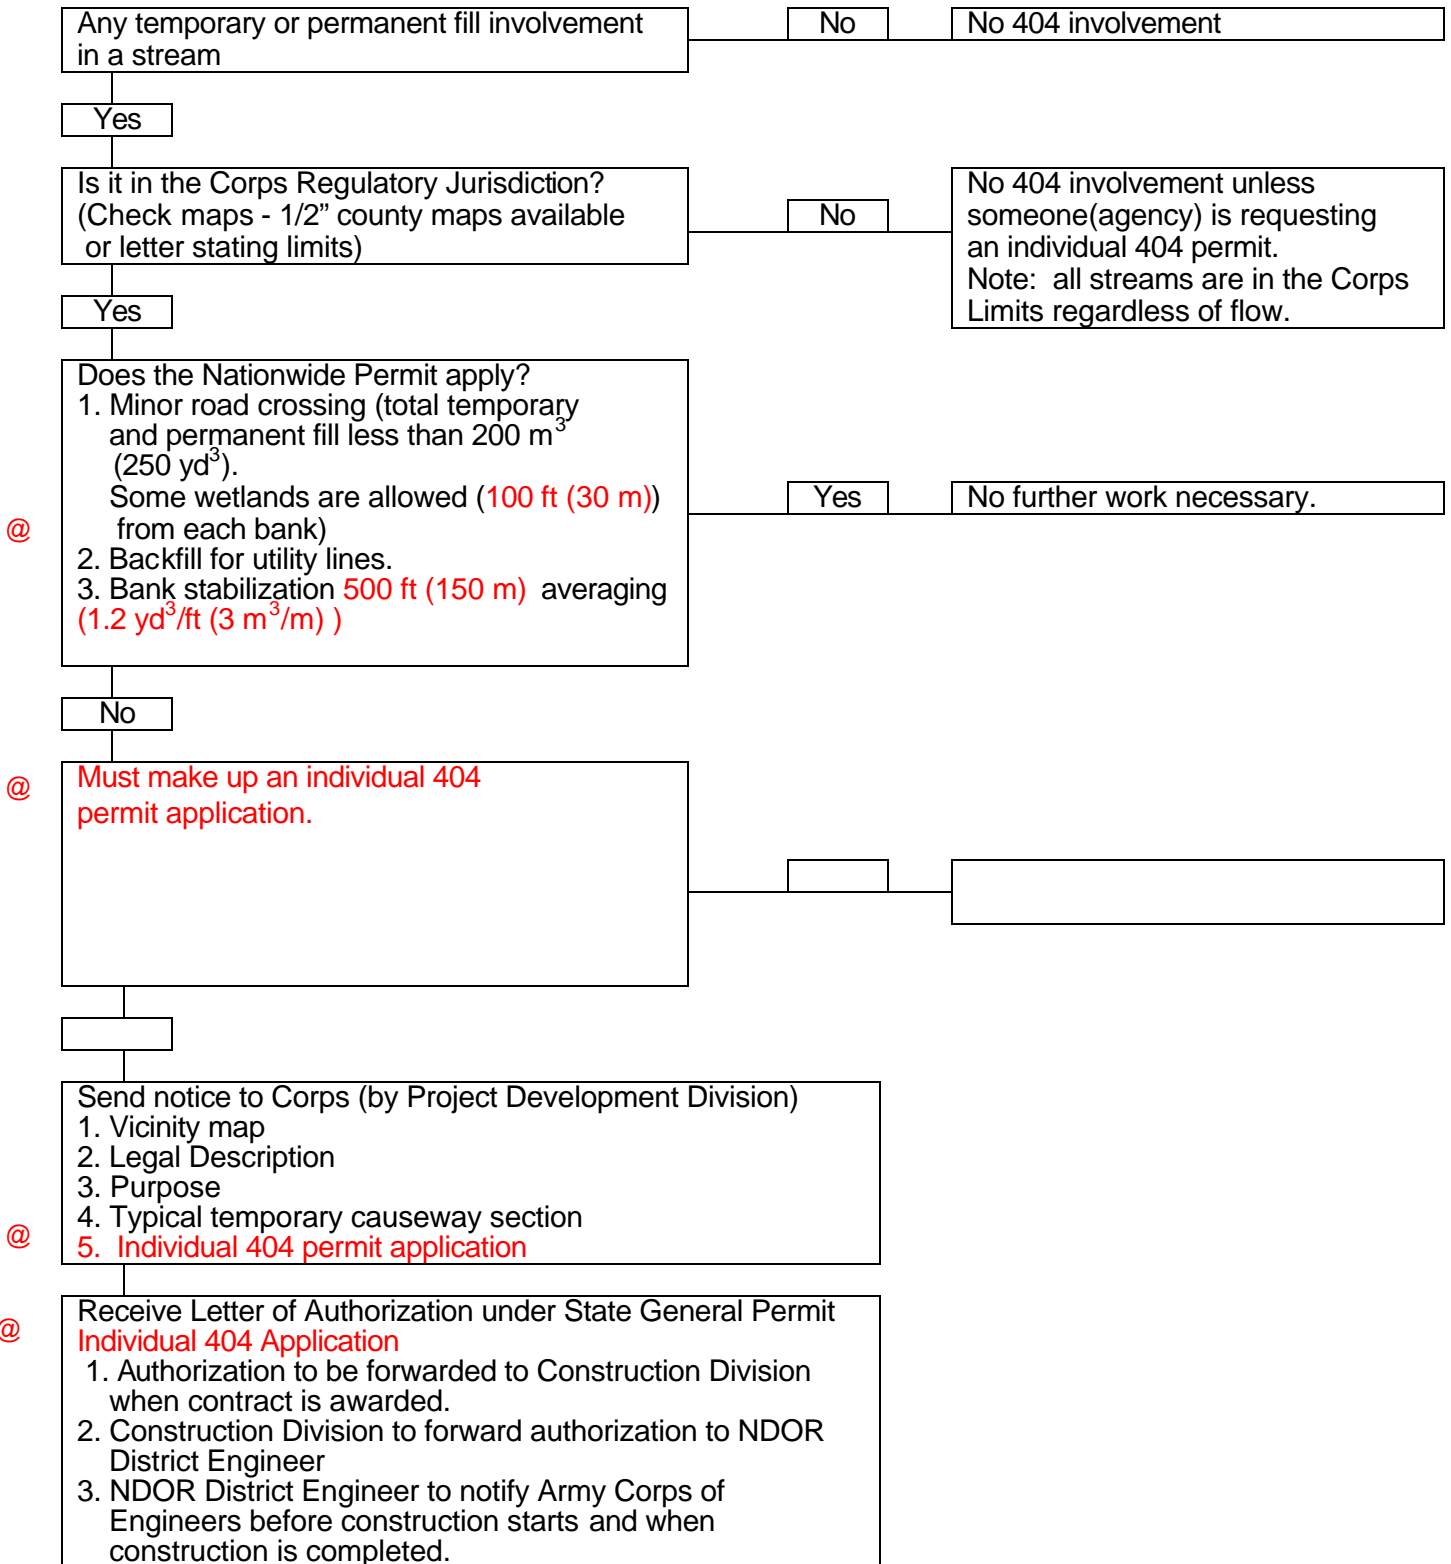 Any temporary or permanent fill involvement
in a stream
No
No 404 involvement
Yes
Is it in the Corps Regulatory Jurisdiction?
(Check maps - 1/2” county maps available
or letter stating limits)
No
No 404 involvement unless
someone(agency) is requesting
an individual 404 permit.
Note:  all streams are in the Corps
Limits regardless of flow.
Yes
Does the Nationwide Permit apply?
1. Minor road crossing (total temporary
and permanent fill less than 200 m³
(250 yd³).
Some wetlands are allowed (100 ft (30 m))
@ from each bank)
2. Backfill for utility lines.
3. Bank stabilization 500 ft (150 m)  averaging
(1.2 yd³/ft (3 m³/m) )
Yes
No further work necessary.
No
@ Must make up an individual 404
permit application.
Send notice to Corps (by Project Development Division)
1. Vicinity map
2. Legal Description
3. Purpose
4. Typical temporary causeway section
@ 5.  Individual 404 permit application
Receive Letter of Authorization under State General Permit
@ Individual 404 Application
1. Authorization to be forwarded to Construction Division
when contract is awarded.
2. Construction Division to forward authorization to NDOR
District Engineer
3. NDOR District Engineer to notify Army Corps of
Engineers before construction starts and when
construction is completed.